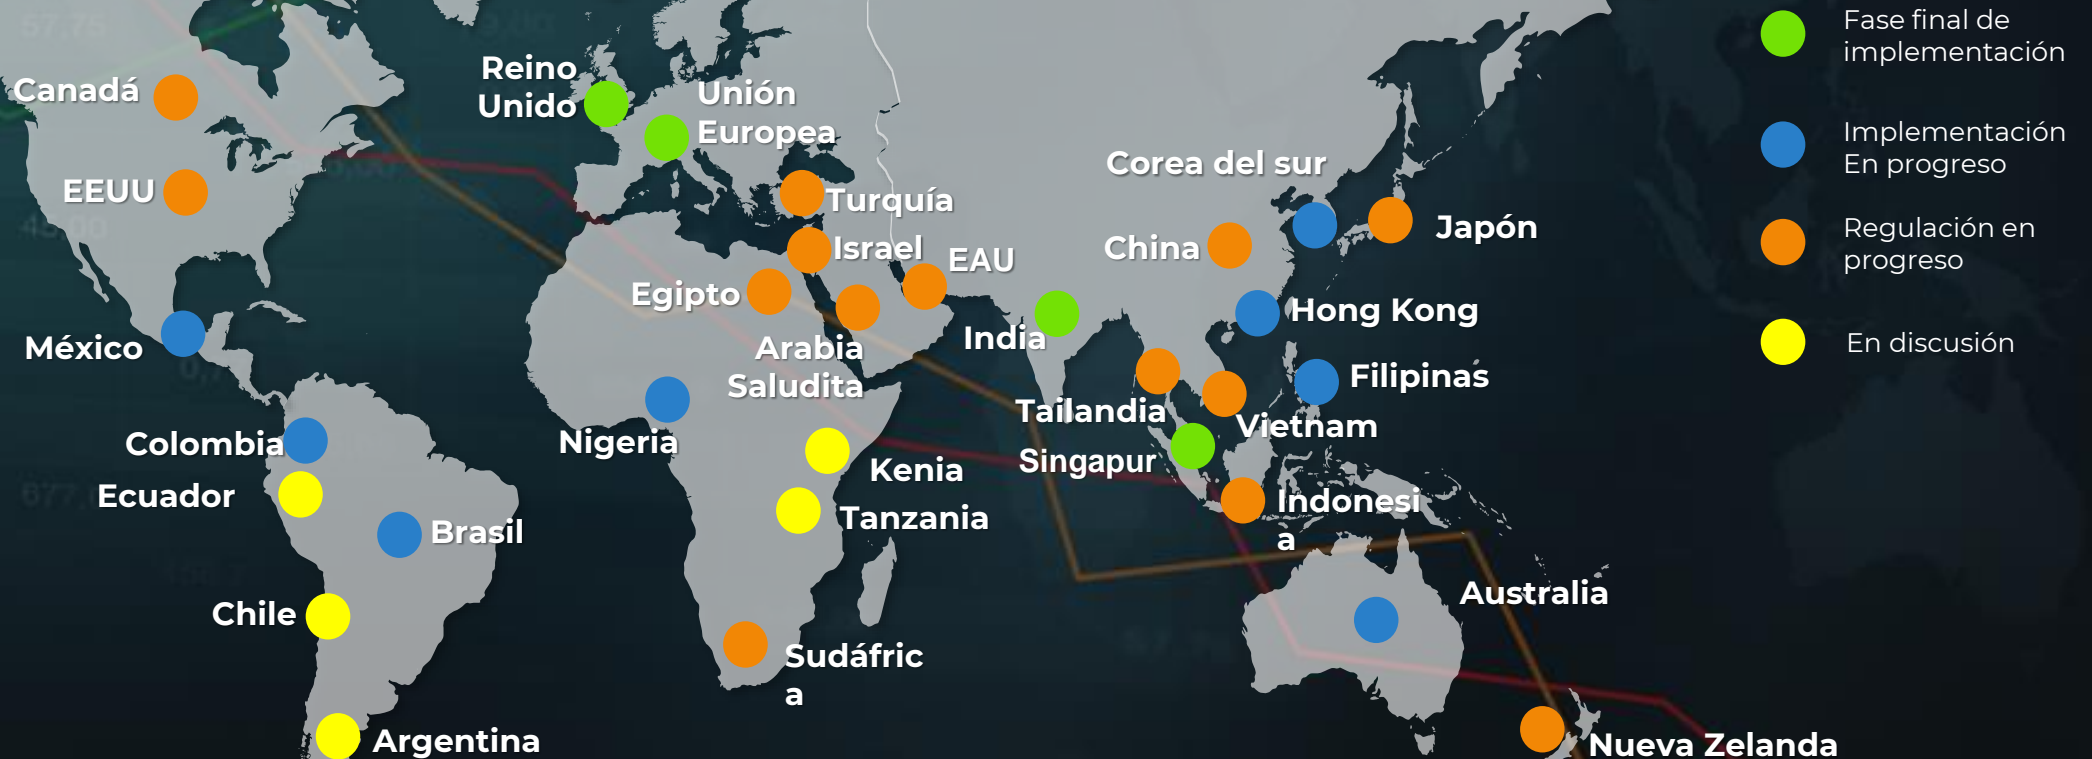 Fase final de
implementación
Implementación
En progreso
Regulación en
progreso
En discusión
Canadá
EEUU
México
Colombia
Ecuador
Brasil
Chile
Argentina
Reino
Unido
Unión
Europea
Turquía
Israel
EAU
Egipto
Arabia
Saludita
Nigeria
Kenia
Tanzania
Sudáfric
a
Corea del sur
Japón
China
Hong Kong
India
Filipinas
Tailandia
Vietnam
Singapur
Indonesi
a
Australia
Nueva Zelanda
57,75